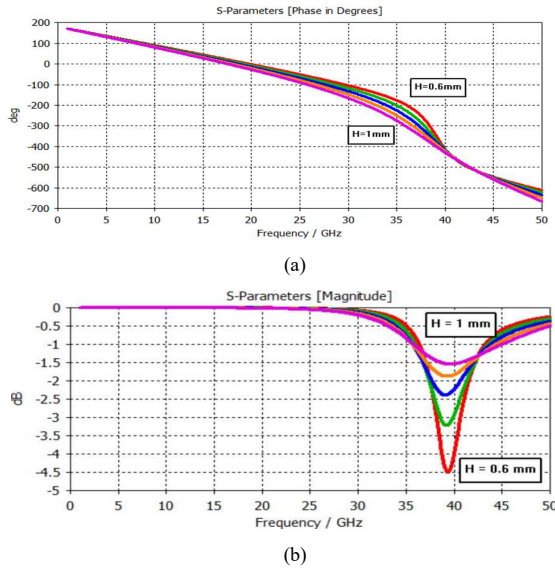 S-Parameters [Phase in Degrees]
200
100
0
-100
-200
-300
-400
-500
-600
-700
deg
H=0.6mm
H=1mm
0 5 10 15 20 25 30 35 40 45 50
Frequency / GHz
(a)
S-Parameters [Magnitude]
0
-0.5
-1
-1.5
-2
-2.5
-3
-3.5
-4
-4.5
-5
dB
H = 1 mm
H = 0.6 mm
0 5 10 15 20 25 30 35 40 45 50
Frequency / GHz
(b)